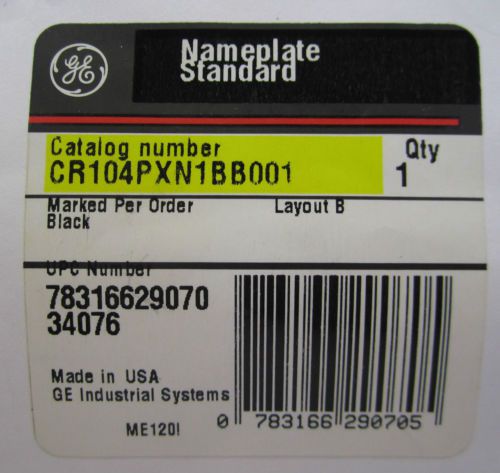 GE
Nameplate
Standard
Catalog number
CR104PXN1BB001
Qty
1
Marked Per Order
Black
Layout B
UPC Number
78316629070
34076
Made in USA
GE Industrial Systems
ME120I
0 783166 290705